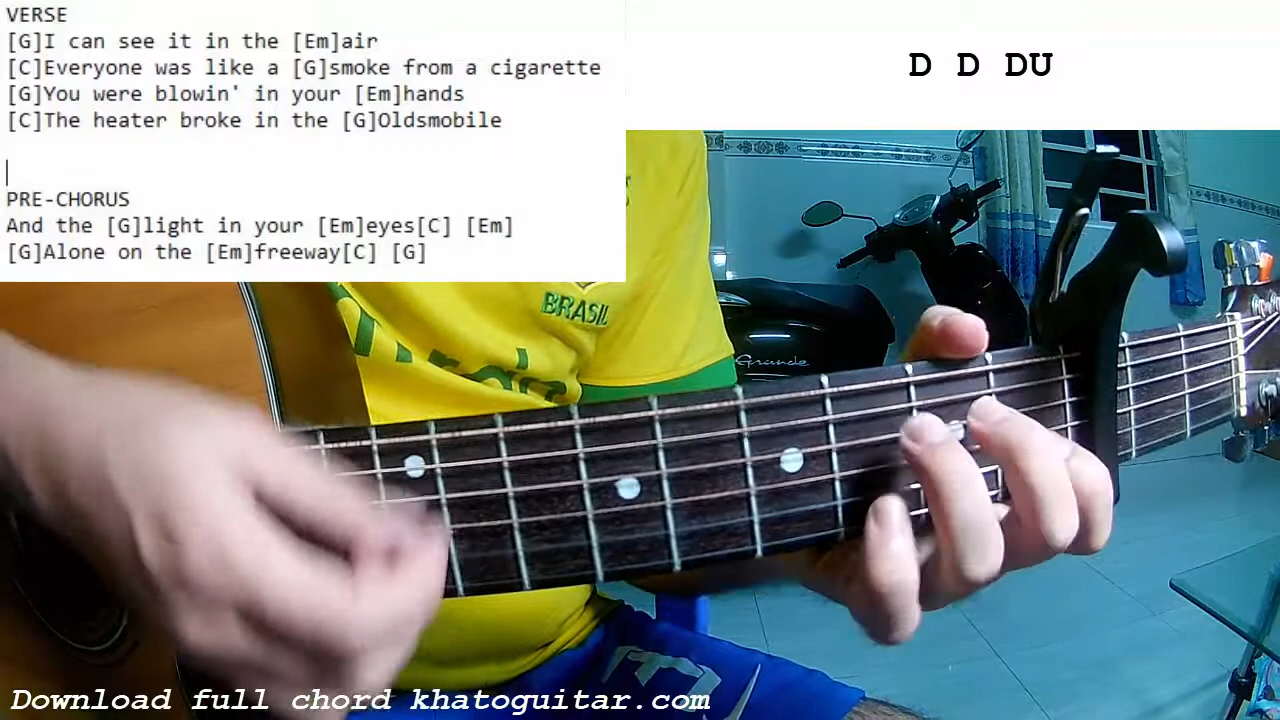 VERSE
[G]I can see it in the [Em]air
[C]Everyone was like a [G]smoke from a cigarette
[G]You were blowin' in your [Em]hands
[C]The heater broke in the [G]Oldsmobile
PRE-CHORUS
And the [G]light in your [Em]eyes[C] [Em]
[G]Alone on the [Em]freeway[C] [G]
D D DU
BRASIL
Grande
Download full chord khatoguitar.com